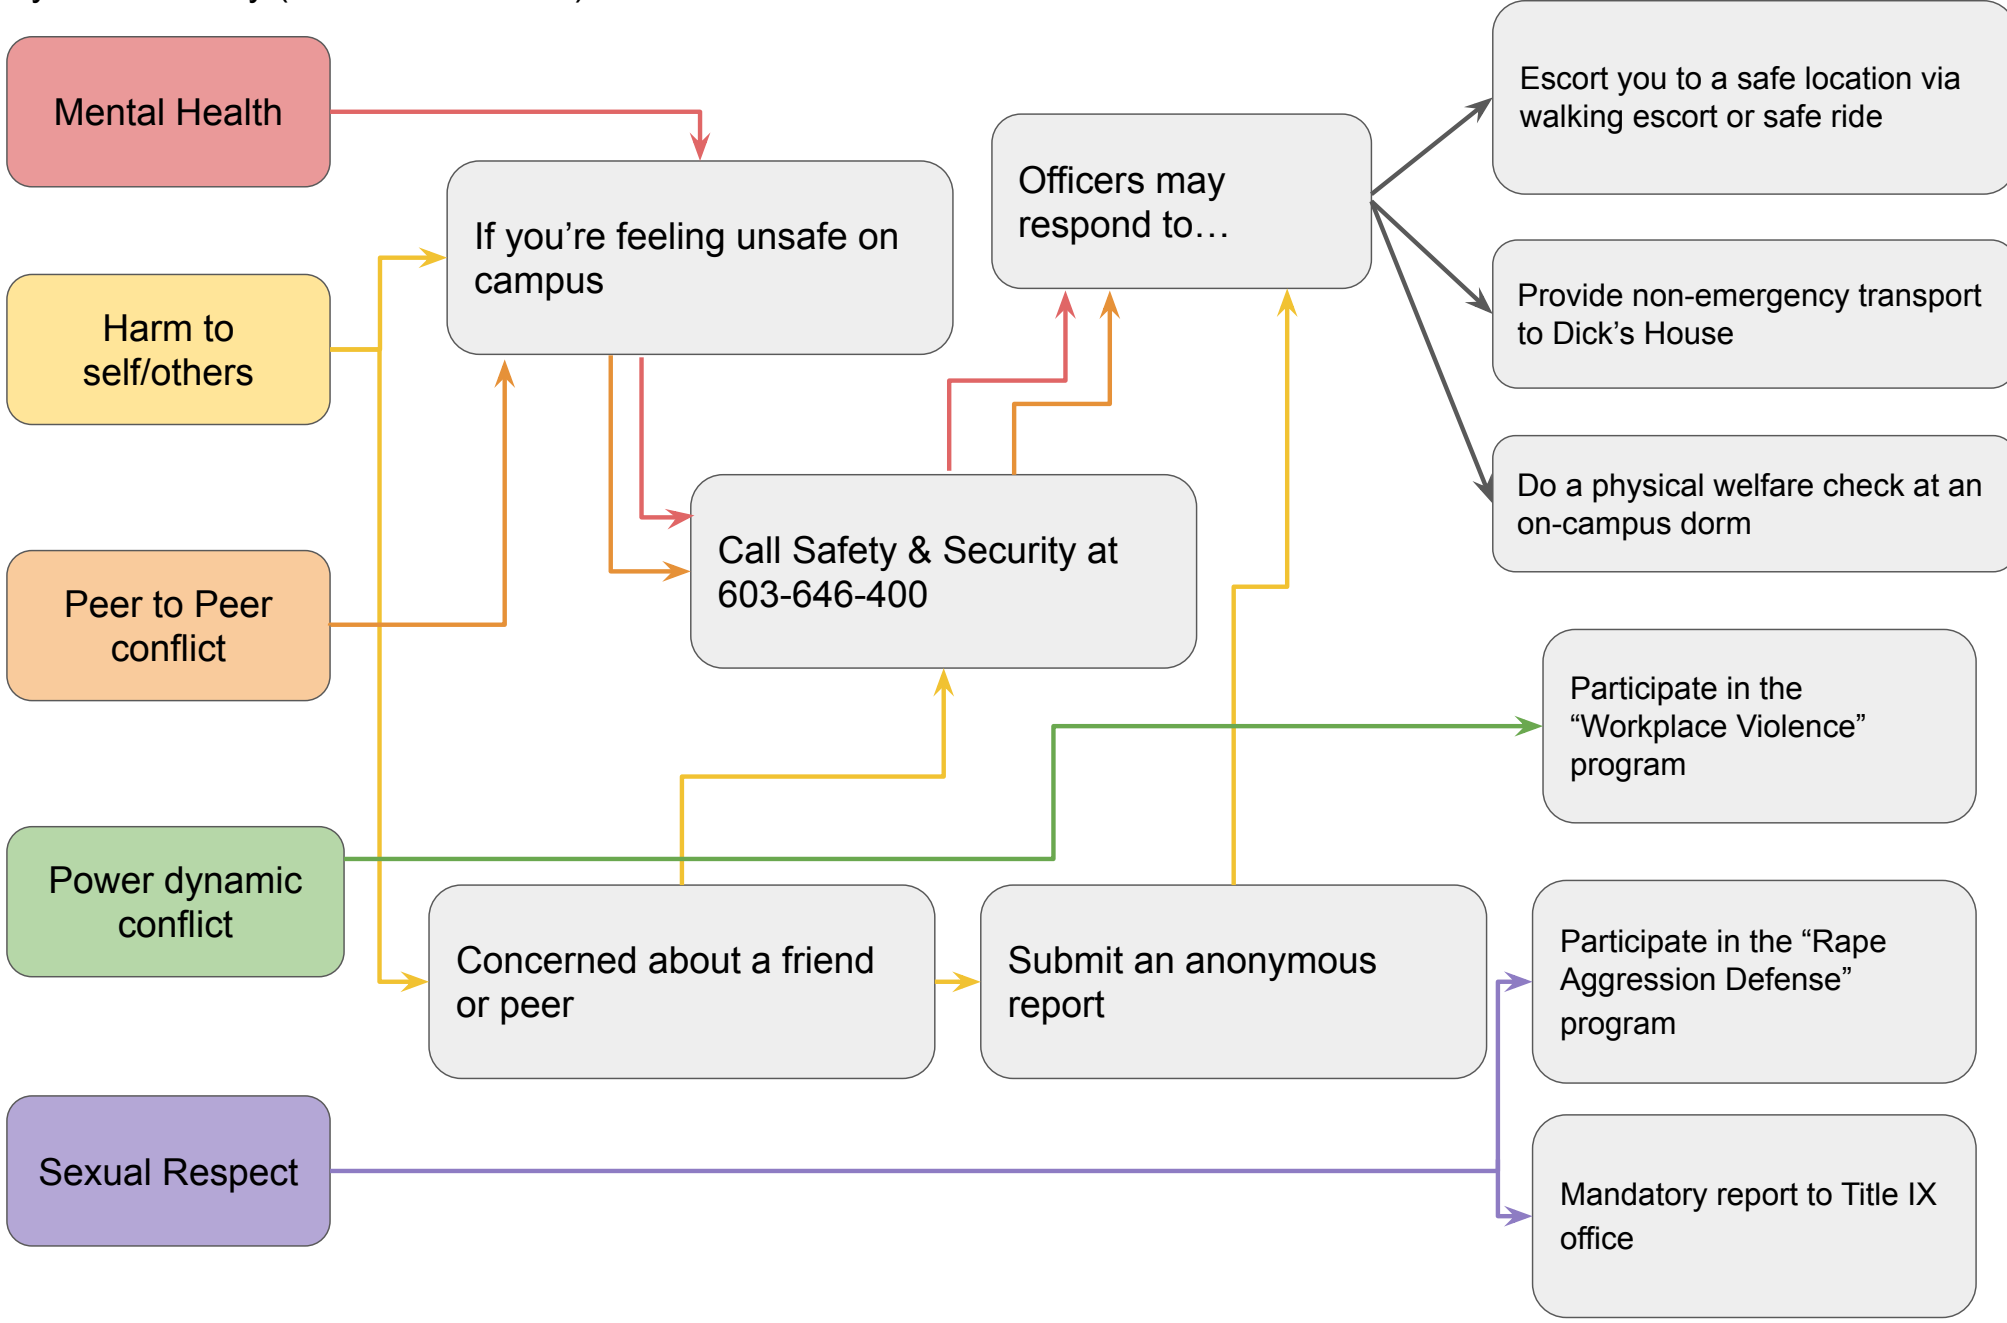 Mental Health
Harm to
self/others
Peer to Peer
conflict
Power dynamic
conflict
Sexual Respect
If you’re feeling unsafe on
campus
Call Safety & Security at
603-646-400
Concerned about a friend
or peer
Submit an anonymous
report
Officers may
respond to…
Escort you to a safe location via
walking escort or safe ride
Provide non-emergency transport
to Dick’s House
Do a physical welfare check at an
on-campus dorm
Participate in the
“Workplace Violence”
program
Participate in the “Rape
Aggression Defense”
program
Mandatory report to Title IX
office